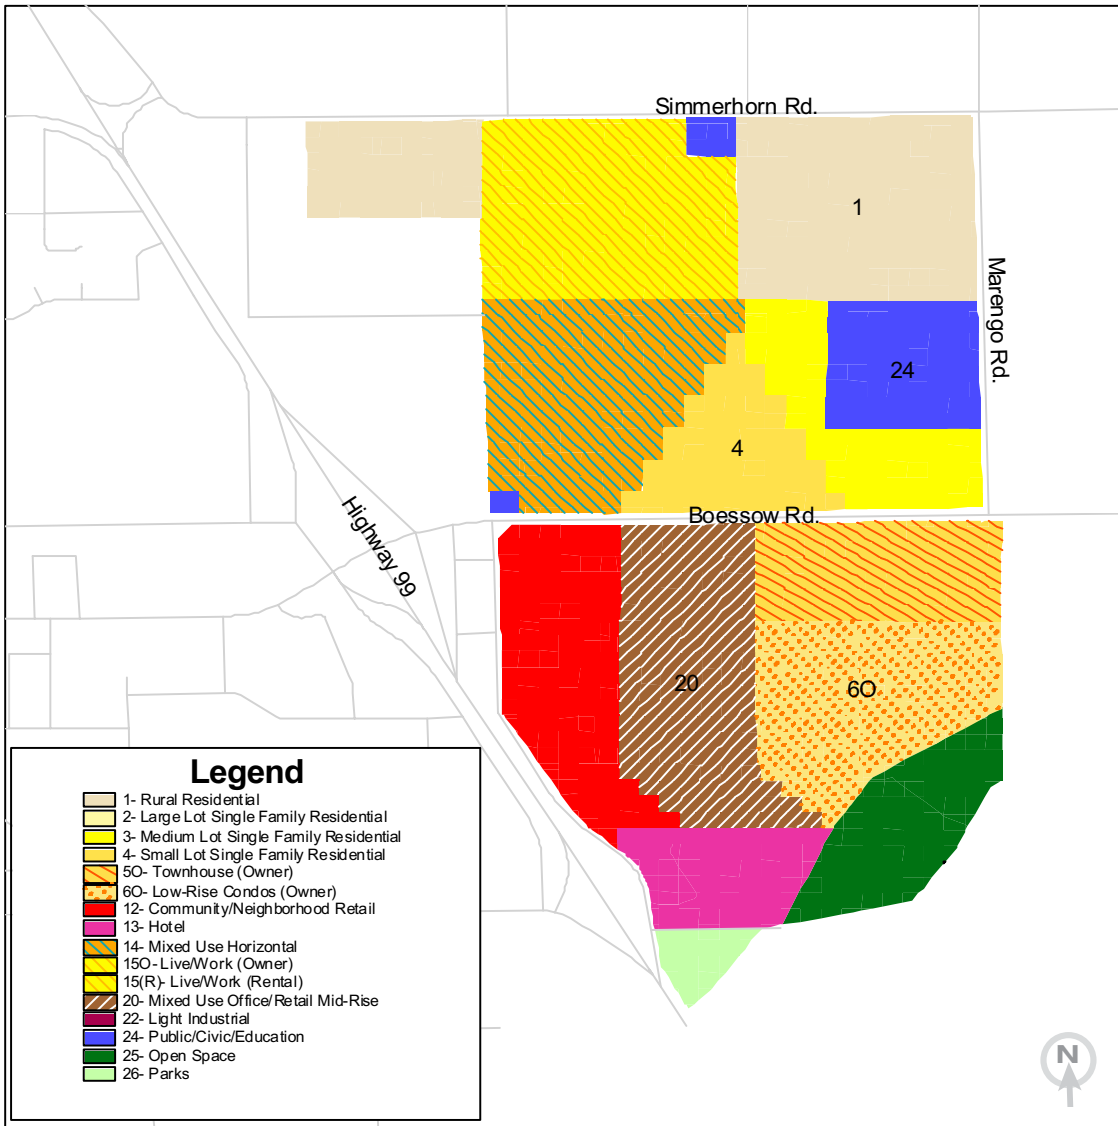 Simmerhorn Rd.
1
Marengo Rd.
24
4
Boessow Rd.
Highway 99
20
6O
Legend
1- Rural Residential
2- Large Lot Single Family Residential
3- Medium Lot Single Family Residential
4- Small Lot Single Family Residential
5O- Townhouse (Owner)
6O- Low-Rise Condos (Owner)
12- Community/Neighborhood Retail
13- Hotel
14- Mixed Use Horizontal
15O- Live/Work (Owner)
15(R)- Live/Work (Rental)
20- Mixed Use Office/Retail Mid-Rise
22- Light Industrial
24- Public/Civic/Education
25- Open Space
26- Parks
N